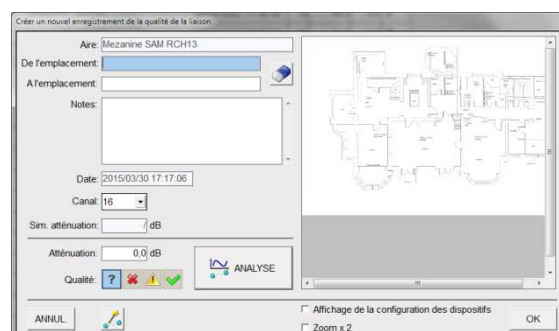 Créer un nouvel enregistrement de la qualité de la liaison
Aire: Mezanine SAM RCH13
De l'emplacement:
A l'emplacement:
Notes:
Date: 2015/03/30 17:17:06
Canal: 16
Sim. atténuation: / dB
Atténuation: 0,0 dB
Qualité: ?
ANALYSE
ANNUL.
Affichage de la configuration des dispositifs
Zoom x 2
OK